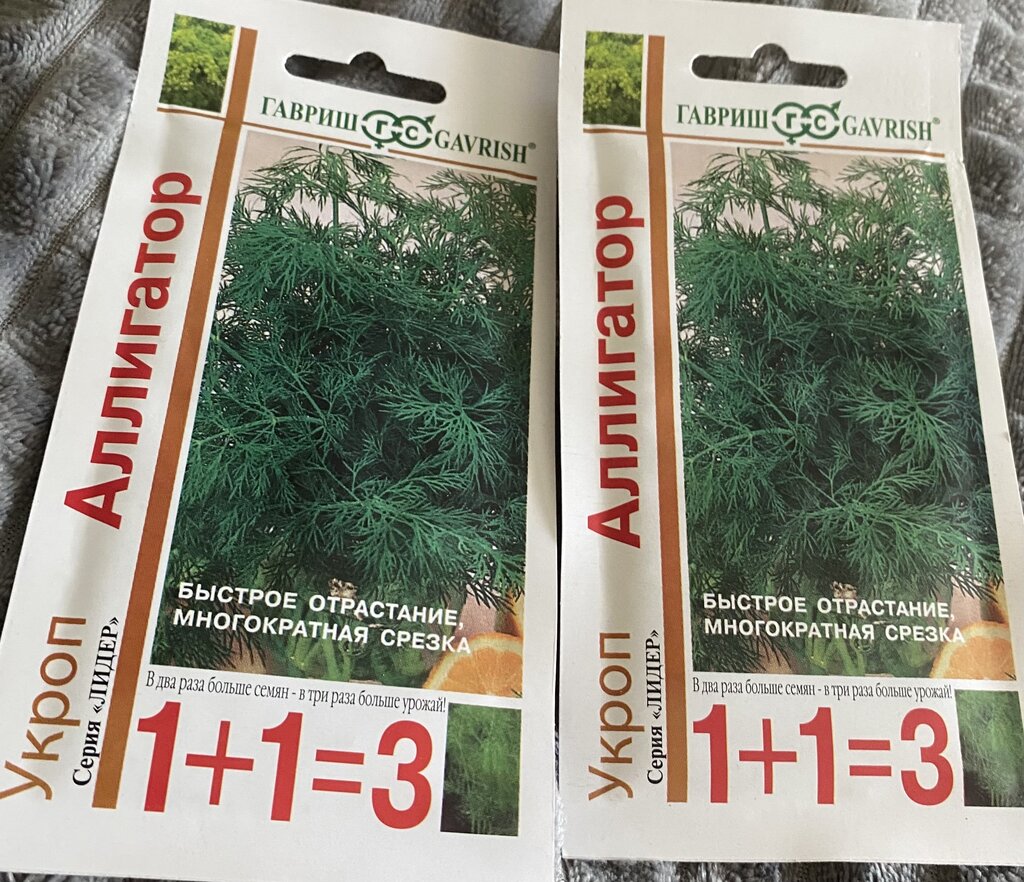 ГАВРИШ ГС GAVRISH®
Аллигатор
Укроп
Серия «ЛИДЕР»
БЫСТРОЕ ОТРАСТАНИЕ,
МНОГОКРАТНАЯ СРЕЗКА
В два раза больше семян - в три раза больше урожай!
1+1=3
ГАВРИШ ГС GAVRISH®
Аллигатор
Укроп
Серия «ЛИДЕР»
БЫСТРОЕ ОТРАСТАНИЕ,
МНОГОКРАТНАЯ СРЕЗКА
В два раза больше семян - в три раза больше урожай!
1+1=3